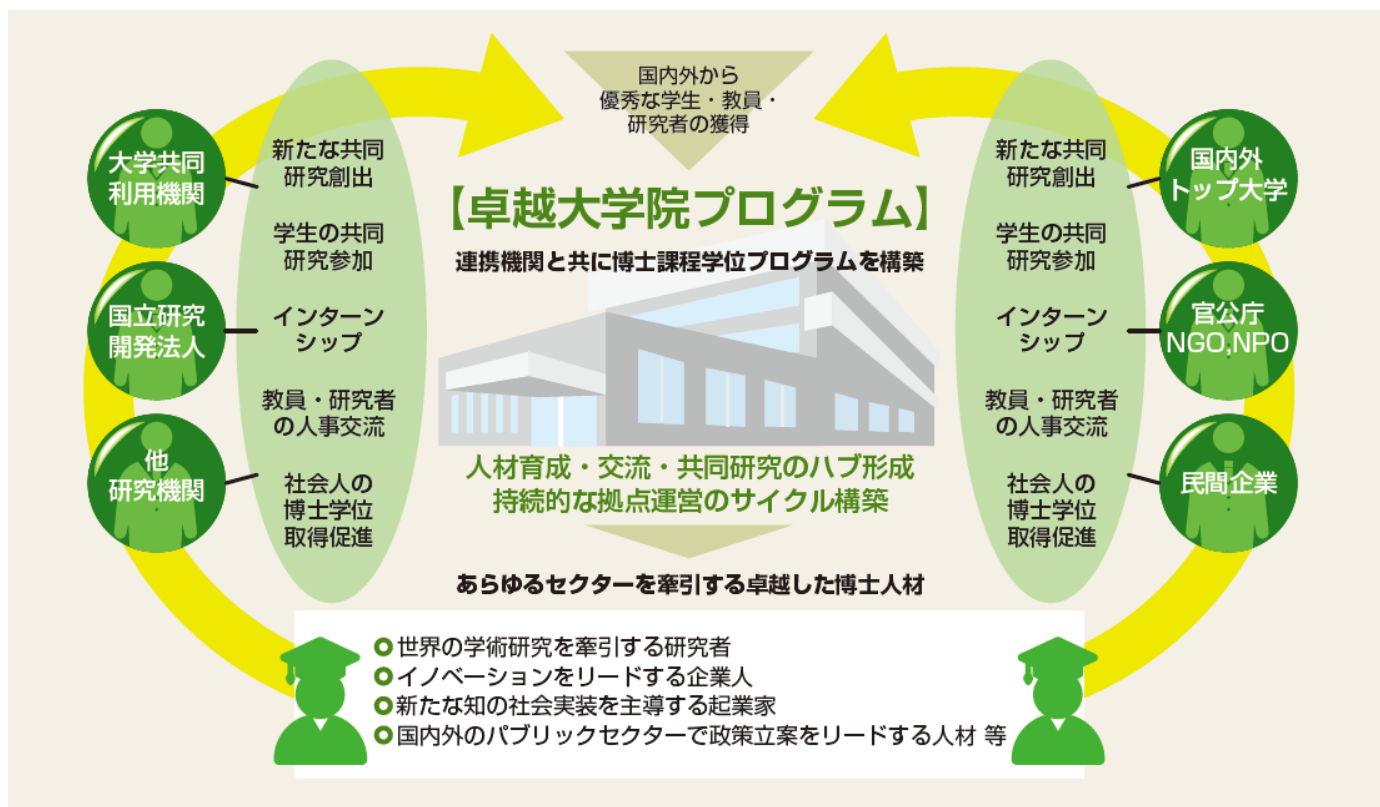 国内外から
優秀な学生・教員・
研究者の獲得
【卓越大学院プログラム】
連携機関と共に博士課程学位プログラムを構築
大学共同
利用機関
国立研究
開発法人
他
研究機関
新たな共同
研究創出
学生の共同
研究参加
インターン
シップ
教員・研究者
の人事交流
社会人の
博士学位
取得促進
新たな共同
研究創出
学生の共同
研究参加
インターン
シップ
教員・研究者
の人事交流
社会人の
博士学位
取得促進
国内外
トップ大学
官公庁
NGO,NPO
民間企業
人材育成・交流・共同研究のハブ形成
持続的な拠点運営のサイクル構築
あらゆるセクターを牽引する卓越した博士人材
世界の学術研究を牽引する研究者
イノベーションをリードする企業人
新たな知の社会実装を主導する起業家
国内外のパブリックセクターで政策立案をリードする人材 等